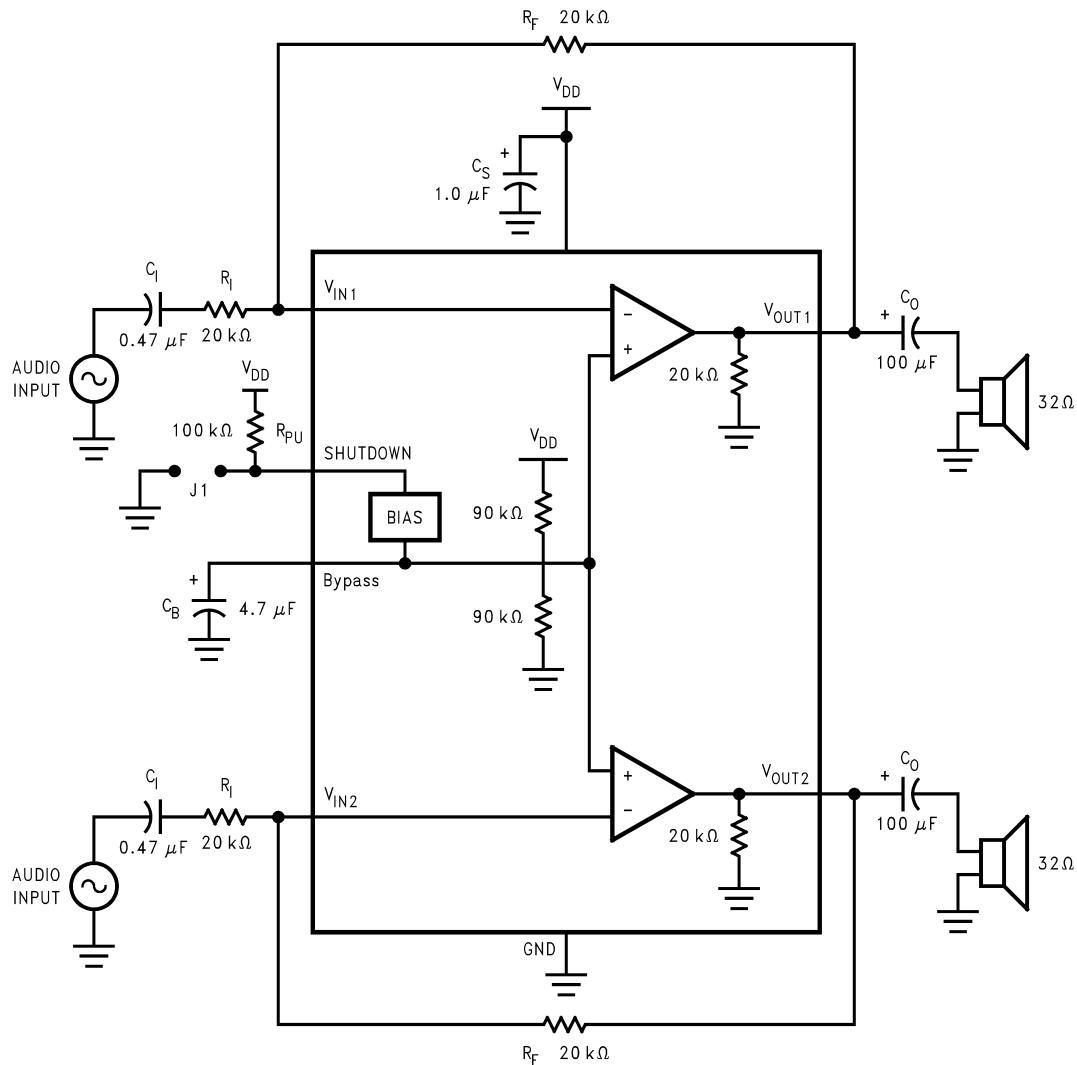 R_F 20 kΩ
V_DD
+
C_S
1.0 μF
C_I
R_I
0.47 μF
20 kΩ
V_IN1
−
+
V_OUT1
C_O
+
100 μF
AUDIO
INPUT
V_DD
20 kΩ
32Ω
100 kΩ
R_PU
SHUTDOWN
V_DD
J1
BIAS
90 kΩ
Bypass
+
C_B
4.7 μF
90 kΩ
C_I
R_I
0.47 μF
20 kΩ
V_IN2
+
−
V_OUT2
C_O
+
100 μF
AUDIO
INPUT
20 kΩ
32Ω
GND
R_F 20 kΩ